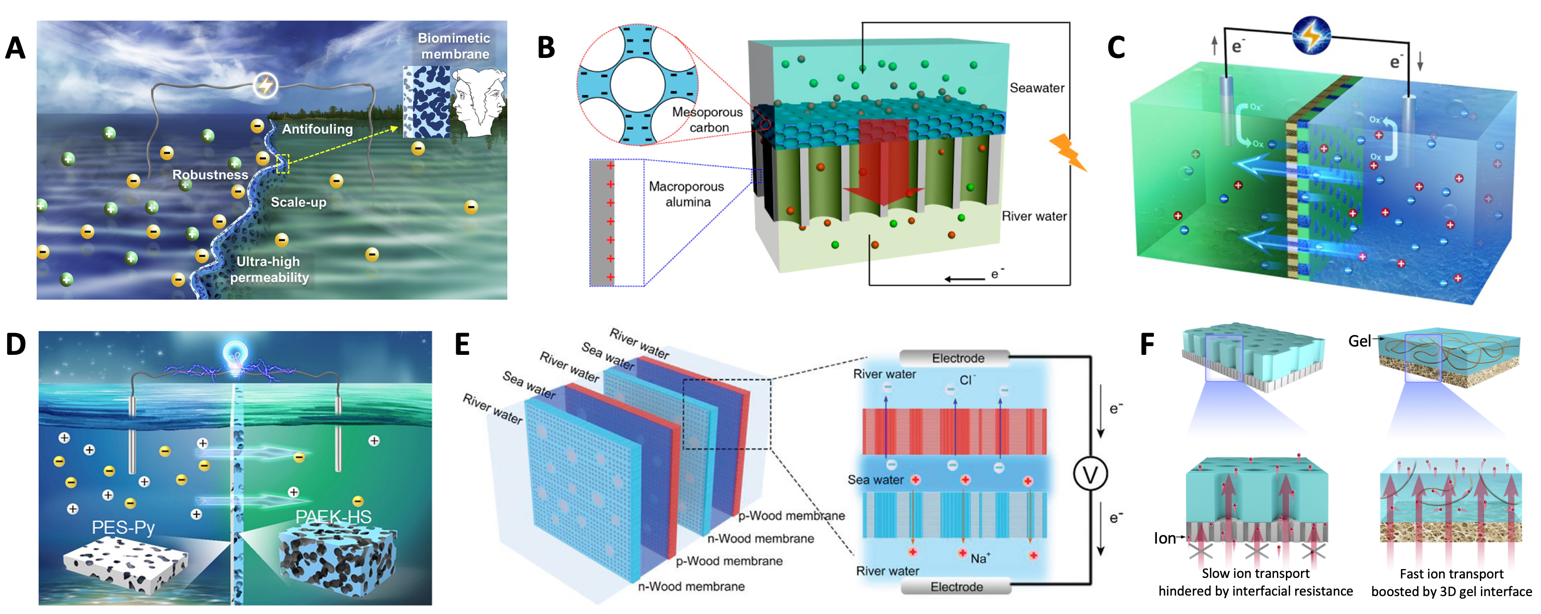 A
Biomimetic
membrane
Antifouling
Robustness
Scale-up
Ultra-high
permeability
B
Mesoporous
carbon
Macroporous
alumina
Seawater
River water
e-
C
e-
e-
Ox-
Ox
Ox-
Ox
D
PES-Py
PAEK-HS
E
River water
Sea water
River water
Sea water
River water
p-Wood membrane
n-Wood membrane
p-Wood membrane
n-Wood membrane
Electrode
River water
Cl-
Sea water
Na+
River water
Electrode
e-
V
e-
F
Gel
Ion
Slow ion transport
hindered by interfacial resistance
Fast ion transport
boosted by 3D gel interface